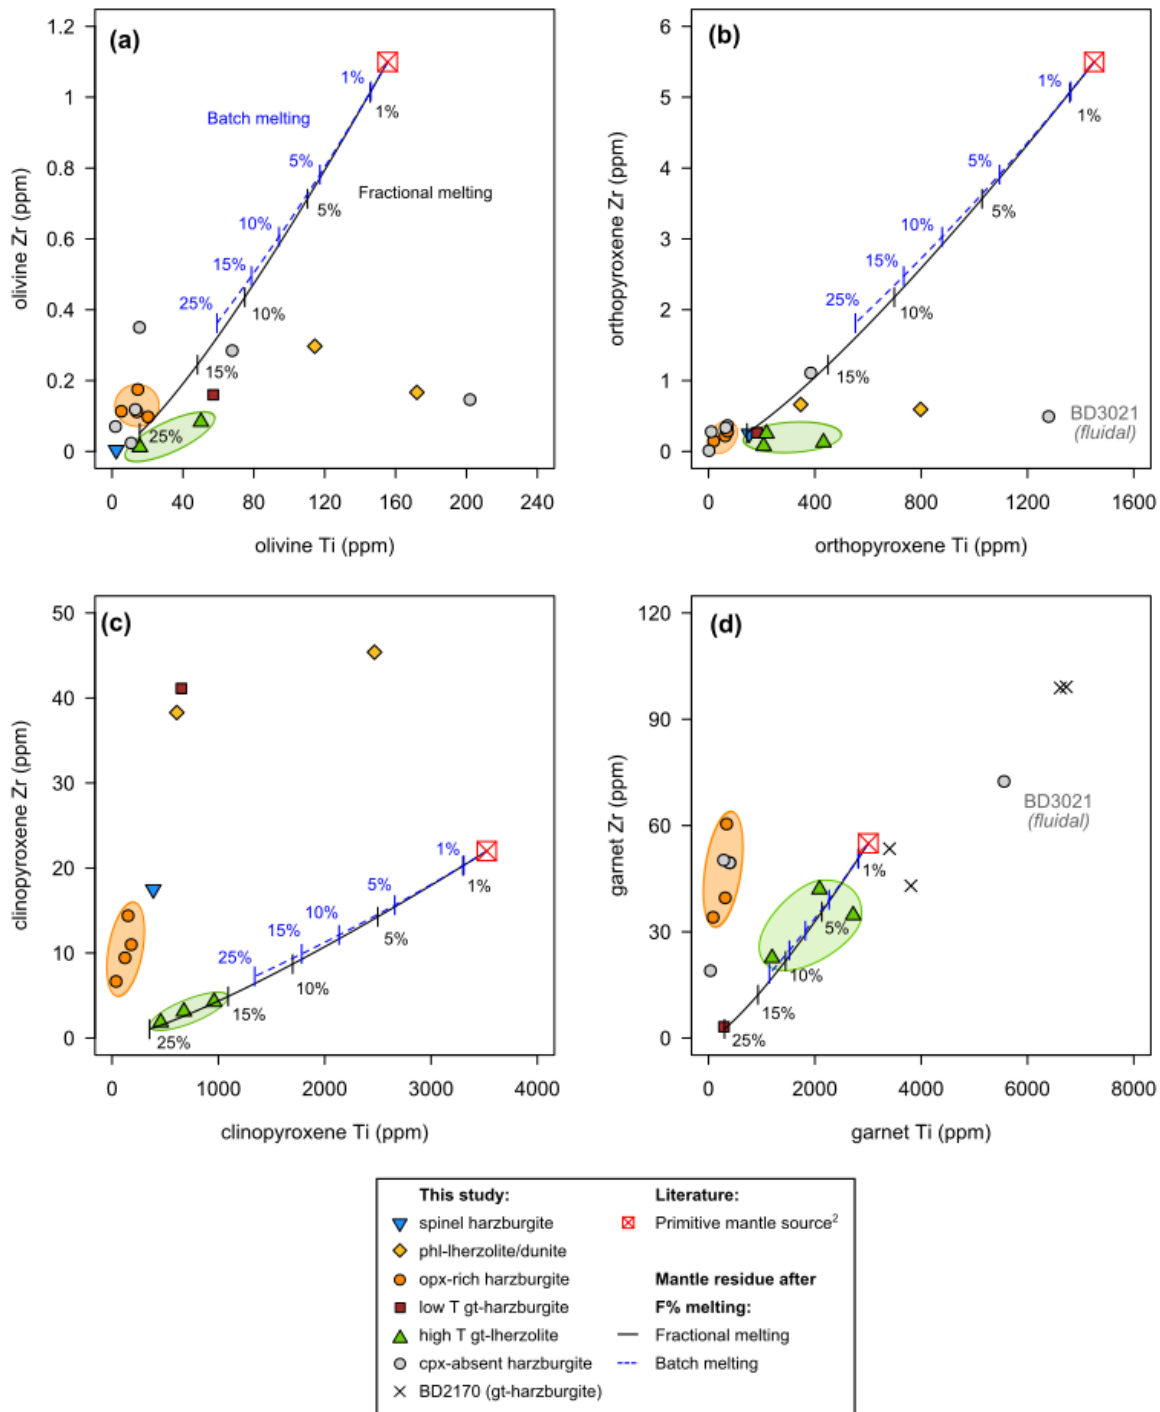 (a)
1.2
1
0.8
0.6
0.4
0.2
0
olivine Zr (ppm)
1%
1%
Batch melting
5%
Fractional melting
5%
10%
15%
25%
10%
15%
25%
0 40 80 120 160 200 240
olivine Ti (ppm)
(b)
6
5
4
3
2
1
0
orthopyroxene Zr (ppm)
1%
1%
5%
5%
10%
15%
25%
10%
15%
BD3021
(fluidal)
0 400 800 1200 1600
orthopyroxene Ti (ppm)
(c)
50
40
30
20
10
0
clinopyroxene Zr (ppm)
1%
1%
5%
5%
10%
15%
25%
10%
15%
25%
0 1000 2000 3000 4000
clinopyroxene Ti (ppm)
(d)
120
90
60
30
0
garnet Zr (ppm)
BD3021
(fluidal)
1%
5%
10%
15%
25%
0 2000 4000 6000 8000
garnet Ti (ppm)
This study:
spinel harzburgite
phl-lherzolite/dunite
opx-rich harzburgite
low T gt-harzburgite
high T gt-lherzolite
cpx-absent harzburgite
BD2170 (gt-harzburgite)
Literature:
Primitive mantle source²
Mantle residue after
F% melting:
Fractional melting
Batch melting